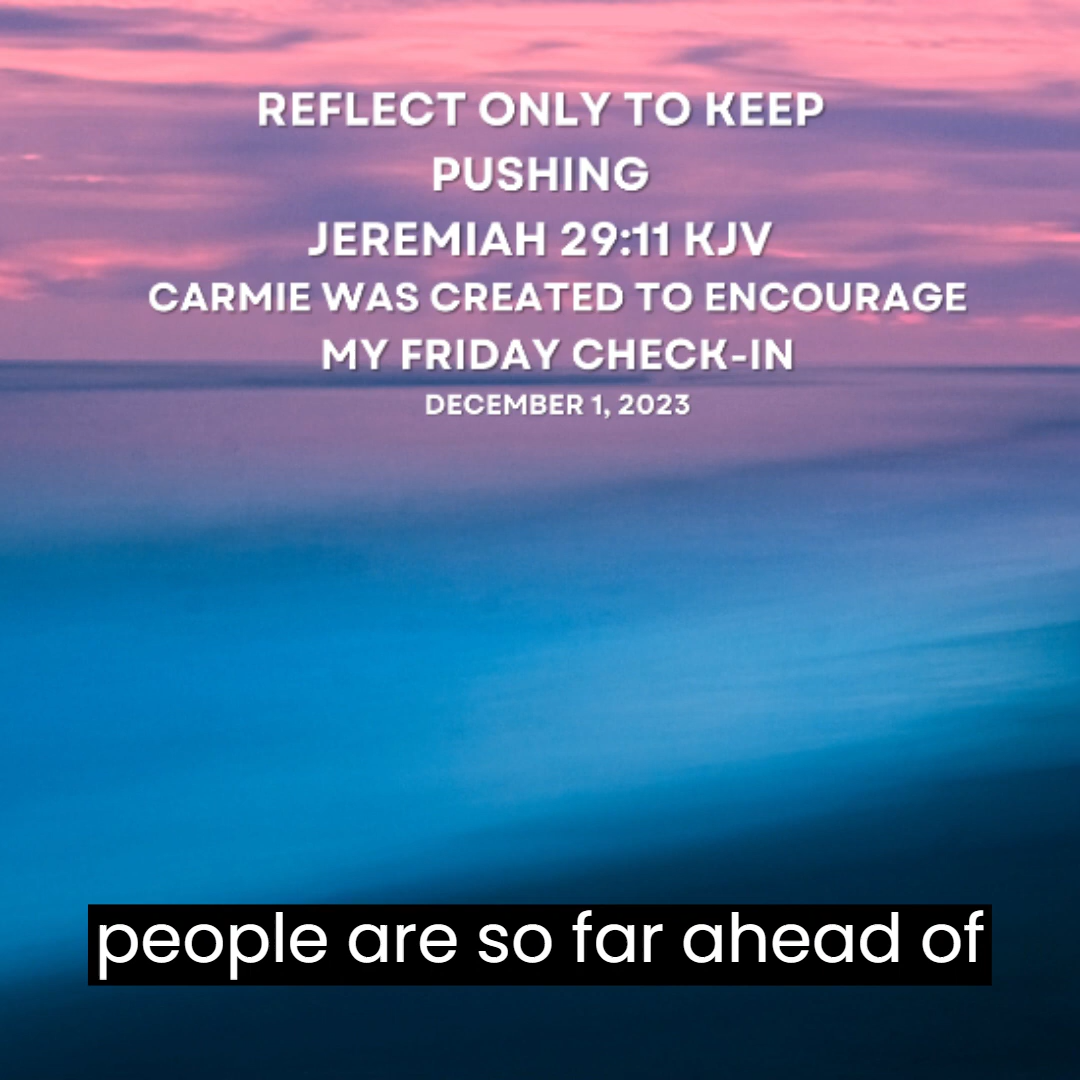 REFLECT ONLY TO KEEP
PUSHING
JEREMIAH 29:11 KJV
CARMIE WAS CREATED TO ENCOURAGE
MY FRIDAY CHECK-IN
DECEMBER 1, 2023
people are so far ahead of